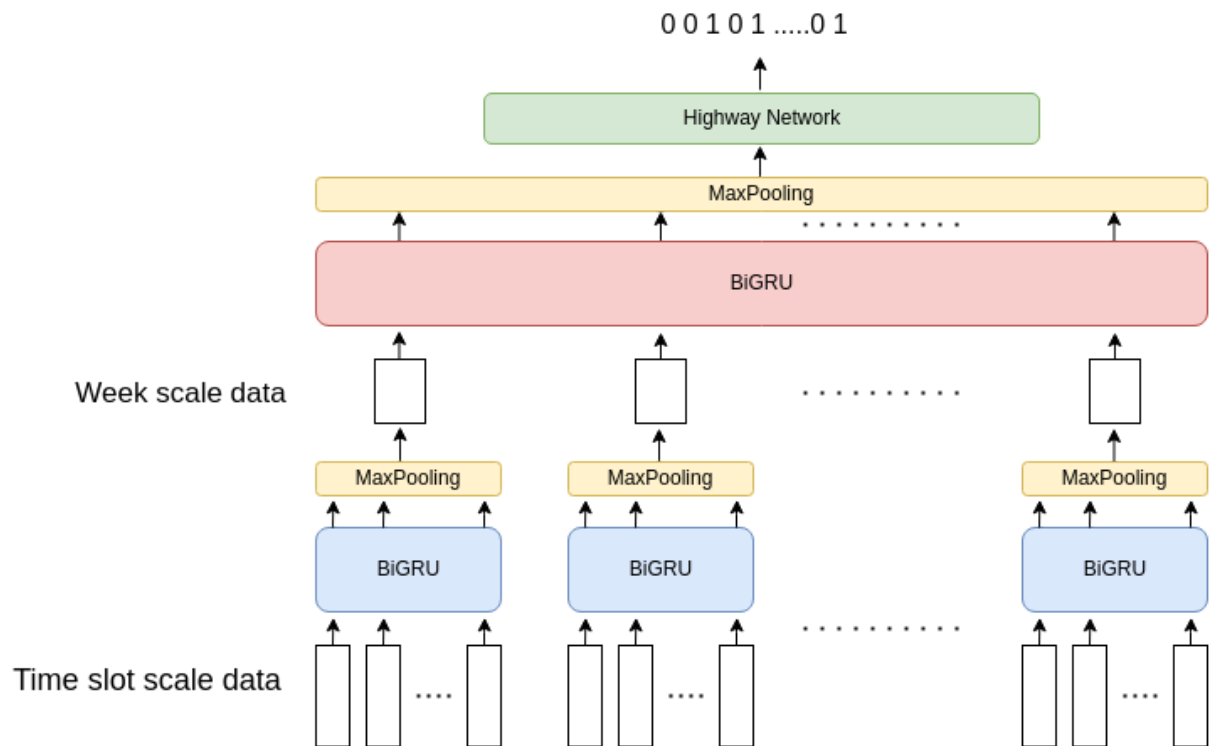 0 0 1 0 1 .....0 1
Highway Network
MaxPooling
. . . . . . . . . .
BiGRU
Week scale data
. . . . . . . . . .
MaxPooling MaxPooling MaxPooling
BiGRU BiGRU BiGRU
. . . . . . . . . .
Time slot scale data
.... .... ....